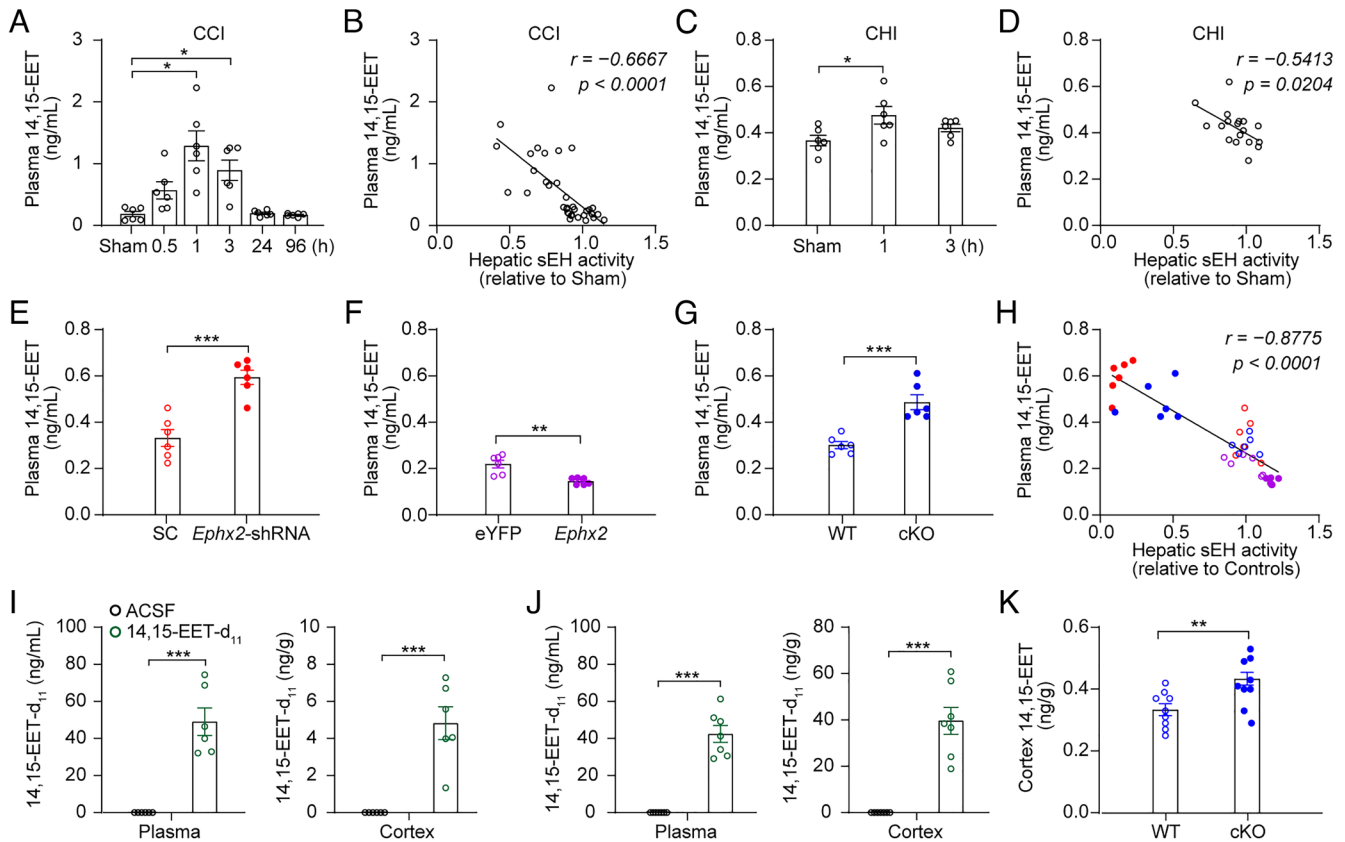 A
CCI
Plasma 14,15-EET
(ng/mL)
3
2
1
0
*
*
Sham 0.5 1 3 24 96 (h)
B
CCI
r = −0.6667
p < 0.0001
Plasma 14,15-EET
(ng/mL)
3
2
1
0
0.0 0.5 1.0 1.5
Hepatic sEH activity
(relative to Sham)
C
CHI
Plasma 14,15-EET
(ng/mL)
0.8
0.6
0.4
0.2
0
*
Sham 1 3 (h)
D
CHI
r = −0.5413
p = 0.0204
Plasma 14,15-EET
(ng/mL)
0.8
0.6
0.4
0.2
0
0.0 0.5 1.0 1.5
Hepatic sEH activity
(relative to Sham)
E
Plasma 14,15-EET
(ng/mL)
0.8
0.6
0.4
0.2
0.0
***
SC Ephx2-shRNA
F
Plasma 14,15-EET
(ng/mL)
0.8
0.6
0.4
0.2
0.0
**
eYFP Ephx2
G
Plasma 14,15-EET
(ng/mL)
0.8
0.6
0.4
0.2
0.0
***
WT cKO
H
r = −0.8775
p < 0.0001
Plasma 14,15-EET
(ng/mL)
0.8
0.6
0.4
0.2
0.0
0.0 0.5 1.0 1.5
Hepatic sEH activity
(relative to Controls)
I
ACSF
14,15-EET-d11
14,15-EET-d11 (ng/mL)
100
80
60
40
20
0
***
Plasma
14,15-EET-d11 (ng/g)
10
8
6
4
2
0
***
Cortex
J
14,15-EET-d11 (ng/mL)
100
80
60
40
20
0
***
Plasma
14,15-EET-d11 (ng/g)
80
60
40
20
0
***
Cortex
K
Cortex 14,15-EET
(ng/g)
0.6
0.4
0.2
0.0
**
WT cKO